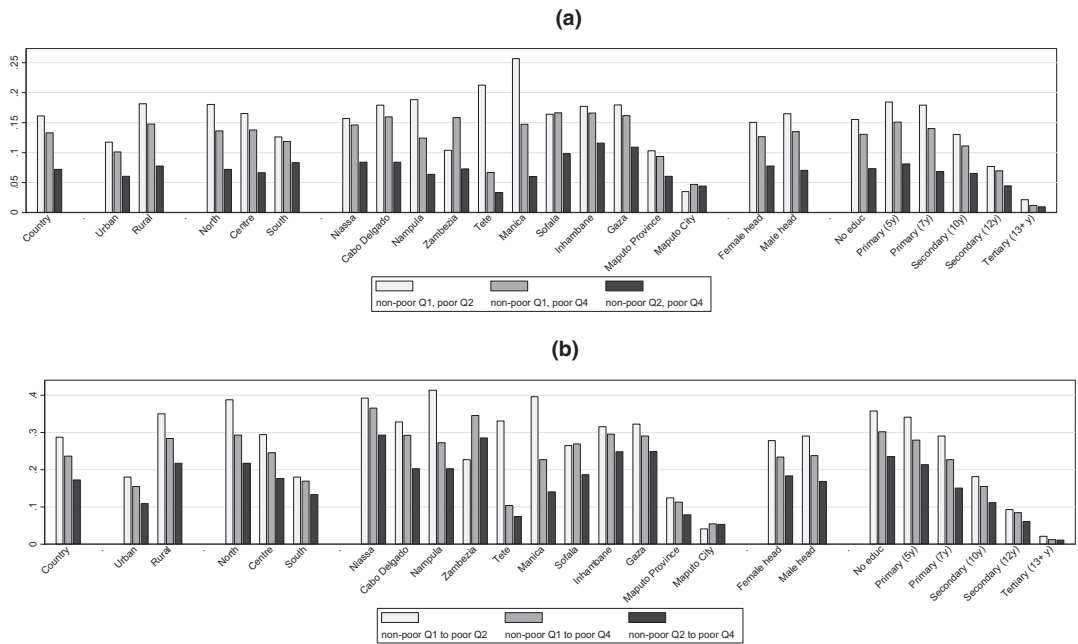 (a)
0 .05 .1 .15 .2 .25
Country . Urban Rural . North Centre South . Niassa Cabo Delgado Nampula Zambezia Tete Manica Sofala Inhambane Gaza Maputo Province Maputo City . Female head Male head . No educ Primary (5y) Primary (7y) Secondary (10y) Secondary (12y) Tertiary (13+ y)
non-poor Q1, poor Q2 non-poor Q1, poor Q4 non-poor Q2, poor Q4
(b)
0 .1 .2 .3 .4
Country . Urban Rural . North Centre South . Niassa Cabo Delgado Nampula Zambezia Tete Manica Sofala Inhambane Gaza Maputo Province Maputo City . Female head Male head . No educ Primary (5y) Primary (7y) Secondary (10y) Secondary (12y) Tertiary (13+ y)
non-poor Q1 to poor Q2 non-poor Q1 to poor Q4 non-poor Q2 to poor Q4